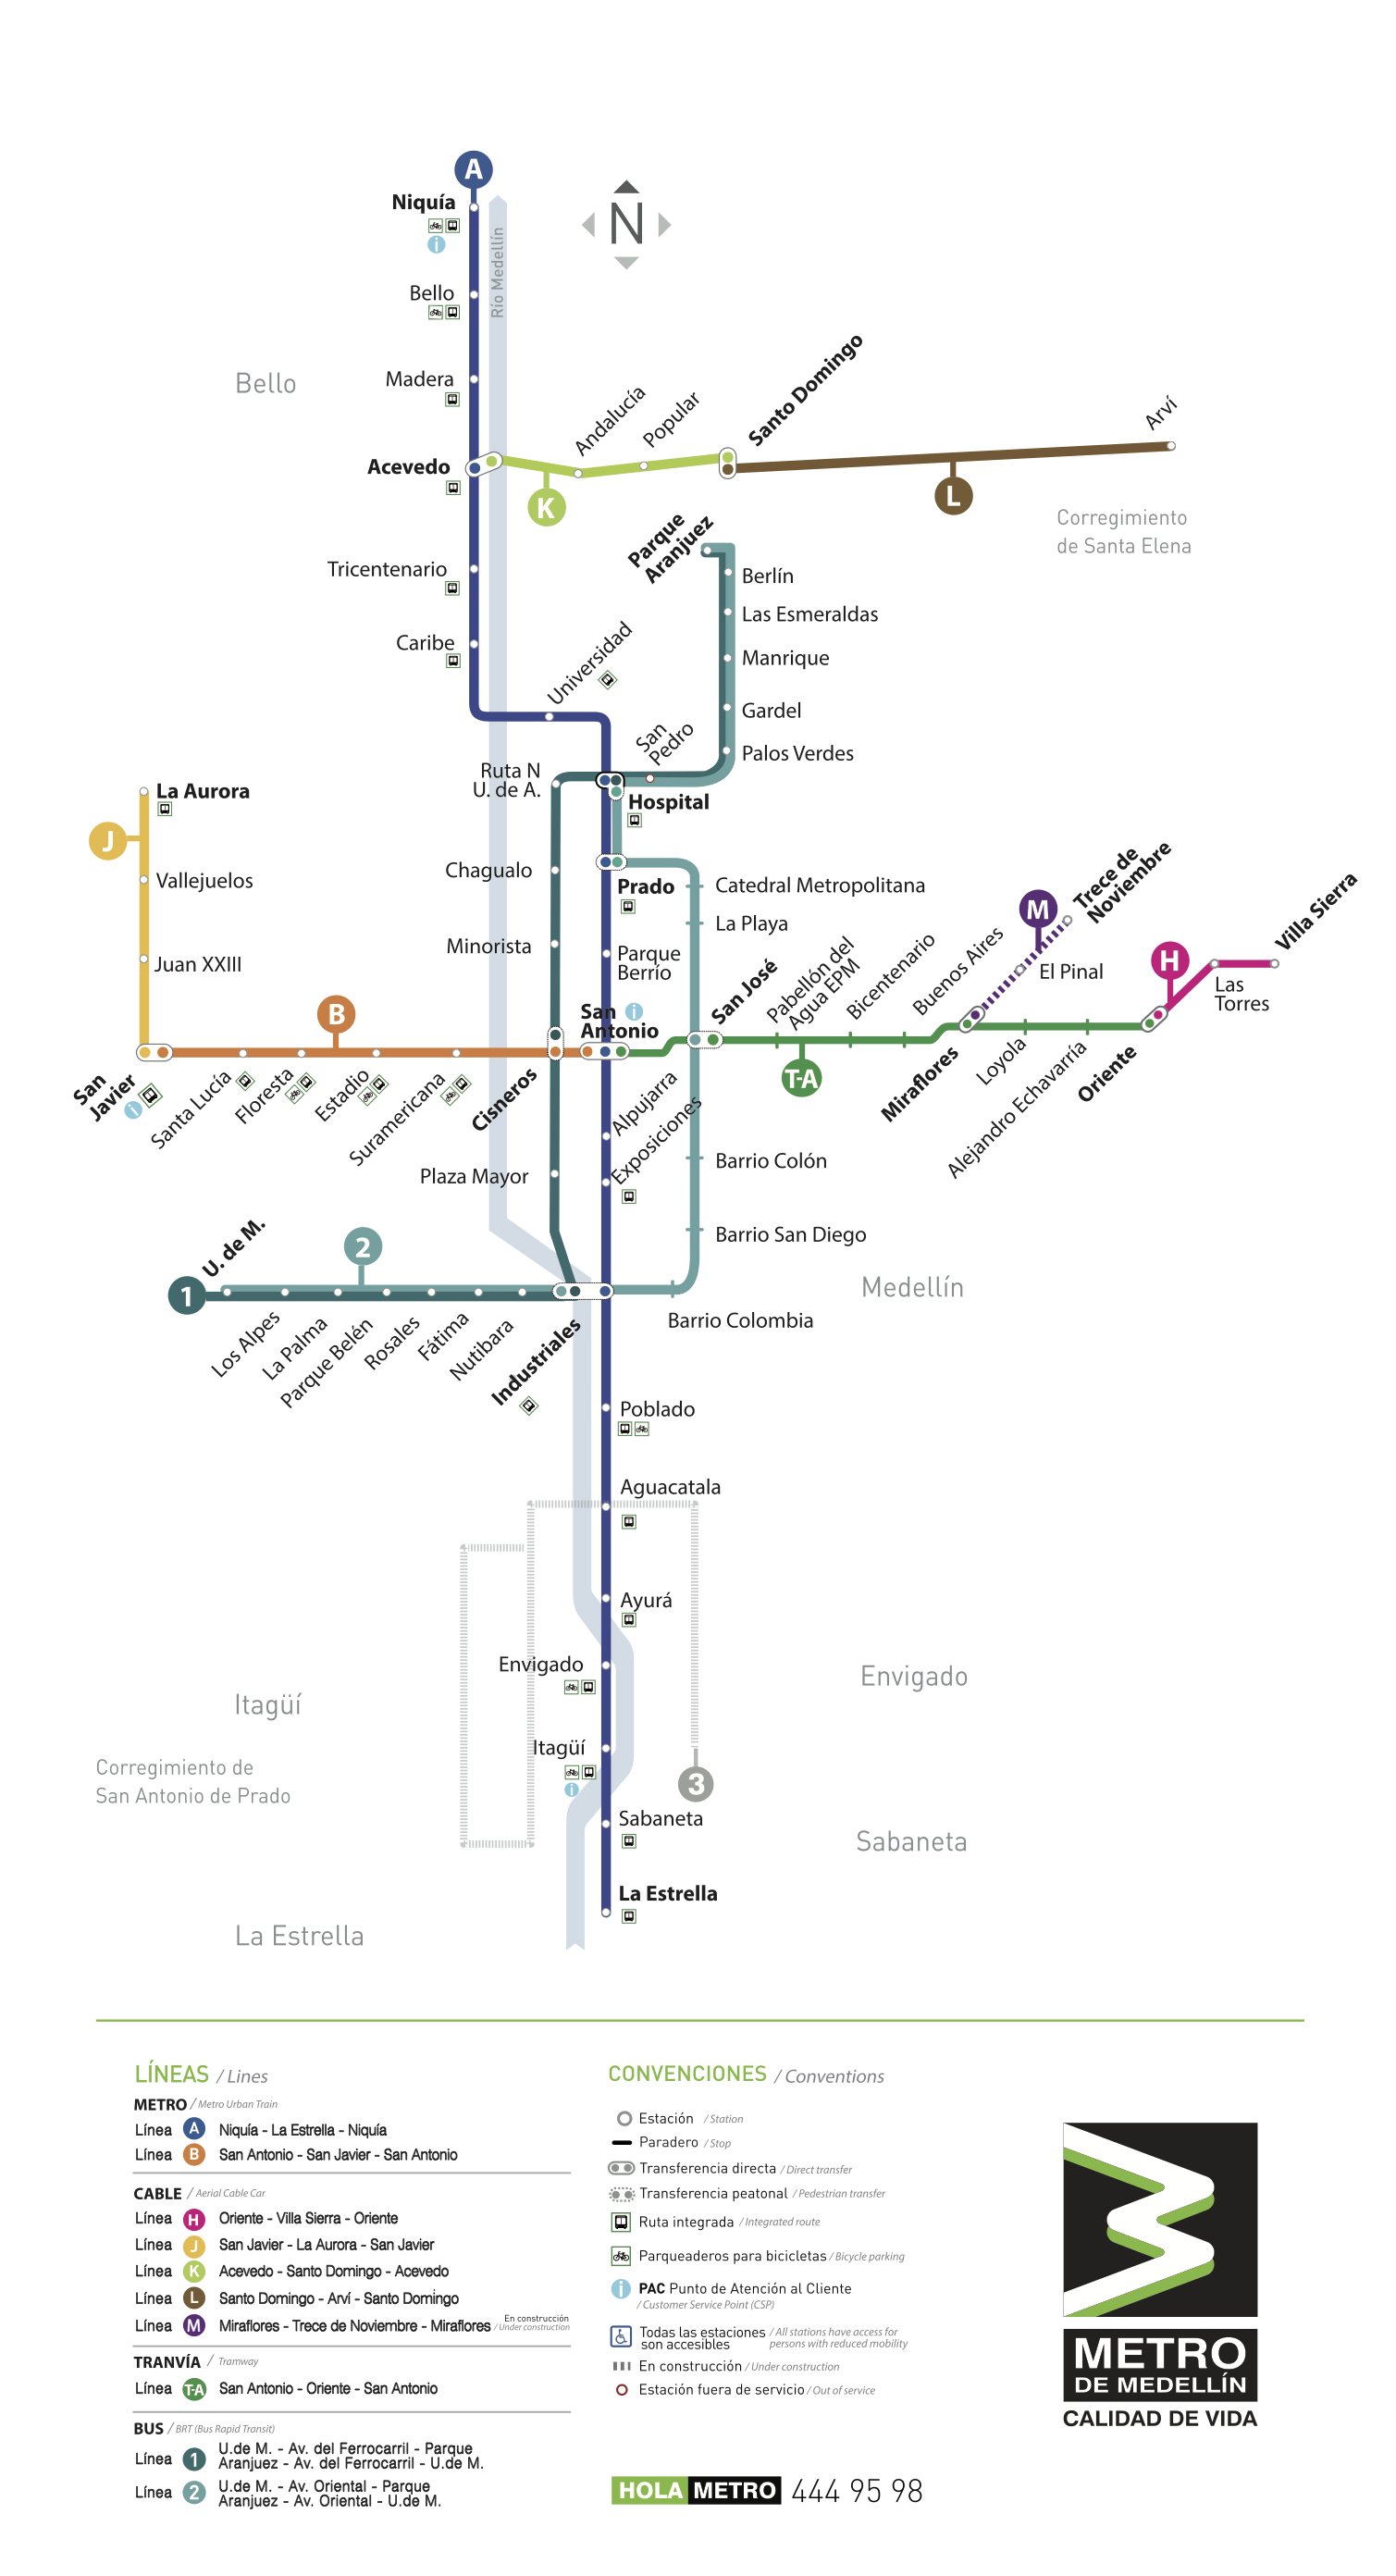 A
Niquía
Río Medellín
N
Bello
Bello
Madera
Santo Domingo
Andalucía
Popular
Arví
Acevedo
K
L
Corregimiento
de Santa Elena
Parque
Aranjuez
Tricentenario
Berlín
Las Esmeraldas
Caribe
Manrique
Universidad
Gardel
San
Pedro
Palos Verdes
Ruta N
U. de A.
La Aurora
Hospital
J
Vallejuelos
Chagualo
Prado
Catedral Metropolitana
La Playa
M
Trece de
Noviembre
Villa Sierra
Minorista
Parque
Berrío
Juan XXIII
San José
Pabellón del
Agua EPM
Bicentenario
Buenos Aires
El Pinal
H
Las
Torres
B
San
Antonio
T-A
San
Javier
Santa Lucía
Floresta
Estadio
Suramericana
Cisneros
Alpujarra
Exposiciones
Miraflores
Loyola
Alejandro Echavarría
Oriente
Plaza Mayor
Barrio Colón
Barrio San Diego
U. de M.
2
1
Medellín
Los Alpes
La Palma
Parque Belén
Rosales
Fátima
Nutibara
Industriales
Barrio Colombia
Poblado
Aguacatala
Ayurá
Envigado
Envigado
Itagüí
Itagüí
Corregimiento de
San Antonio de Prado
3
Sabaneta
Sabaneta
La Estrella
La Estrella
LÍNEAS / Lines
METRO / Metro Urban Train
Línea A Niquía - La Estrella - Niquía
Línea B San Antonio - San Javier - San Antonio
CABLE / Aerial Cable Car
Línea H Oriente - Villa Sierra - Oriente
Línea J San Javier - La Aurora - San Javier
Línea K Acevedo - Santo Domingo - Acevedo
Línea L Santo Domingo - Arví - Santo Domingo
Línea M Miraflores - Trece de Noviembre - Miraflores / En construcción / Under construction
TRANVÍA / Tramway
Línea T-A San Antonio - Oriente - San Antonio
BUS / BRT (Bus Rapid Transit)
Línea 1 U.de M. - Av. del Ferrocarril - Parque
Aranjuez - Av. del Ferrocarril - U.de M.
Línea 2 U.de M. - Av. Oriental - Parque
Aranjuez - Av. Oriental - U.de M.
CONVENCIONES / Conventions
Estación / Station
Paradero / Stop
Transferencia directa / Direct transfer
Transferencia peatonal / Pedestrian transfer
Ruta integrada / Integrated route
Parqueaderos para bicicletas / Bicycle parking
PAC Punto de Atención al Cliente
/ Customer Service Point (CSP)
Todas las estaciones / All stations have access for
son accesibles persons with reduced mobility
En construcción / Under construction
Estación fuera de servicio / Out of service
HOLA METRO 444 95 98
METRO
DE MEDELLÍN
CALIDAD DE VIDA